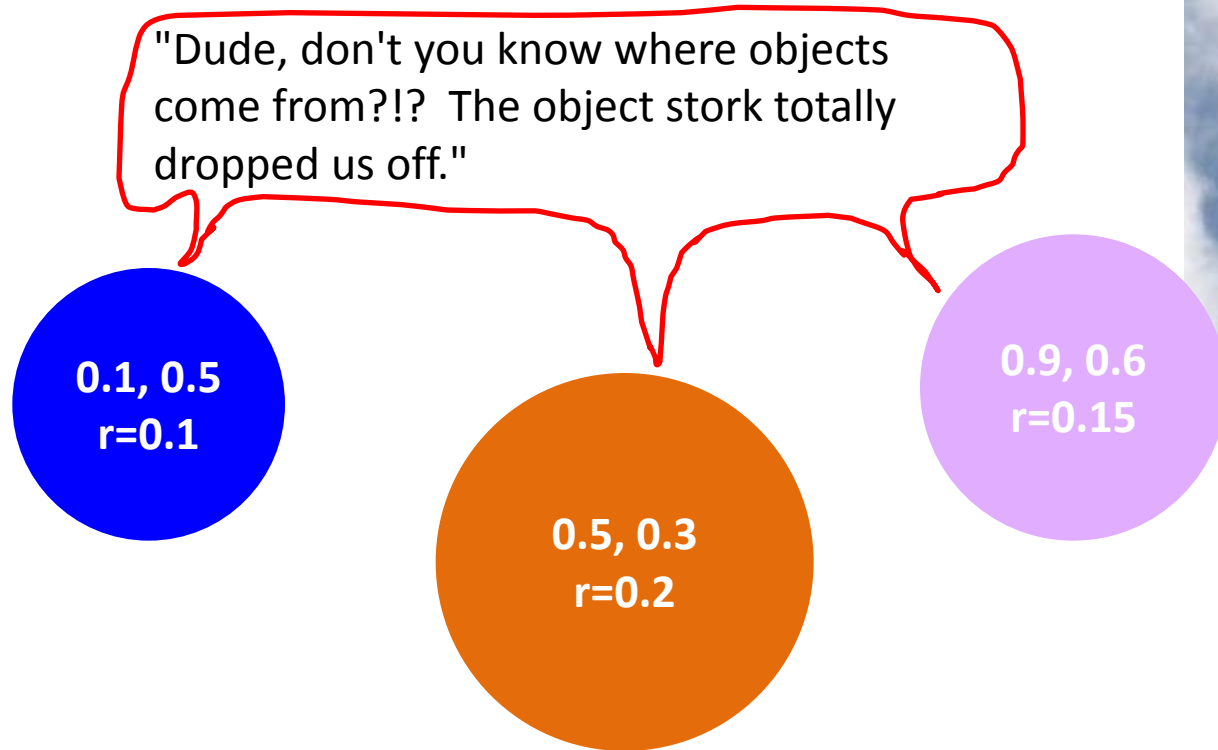 "Dude, don't you know where objects
come from?!?  The object stork totally
dropped us off."
0.1, 0.5
r=0.1
0.5, 0.3
r=0.2
0.9, 0.6
r=0.15